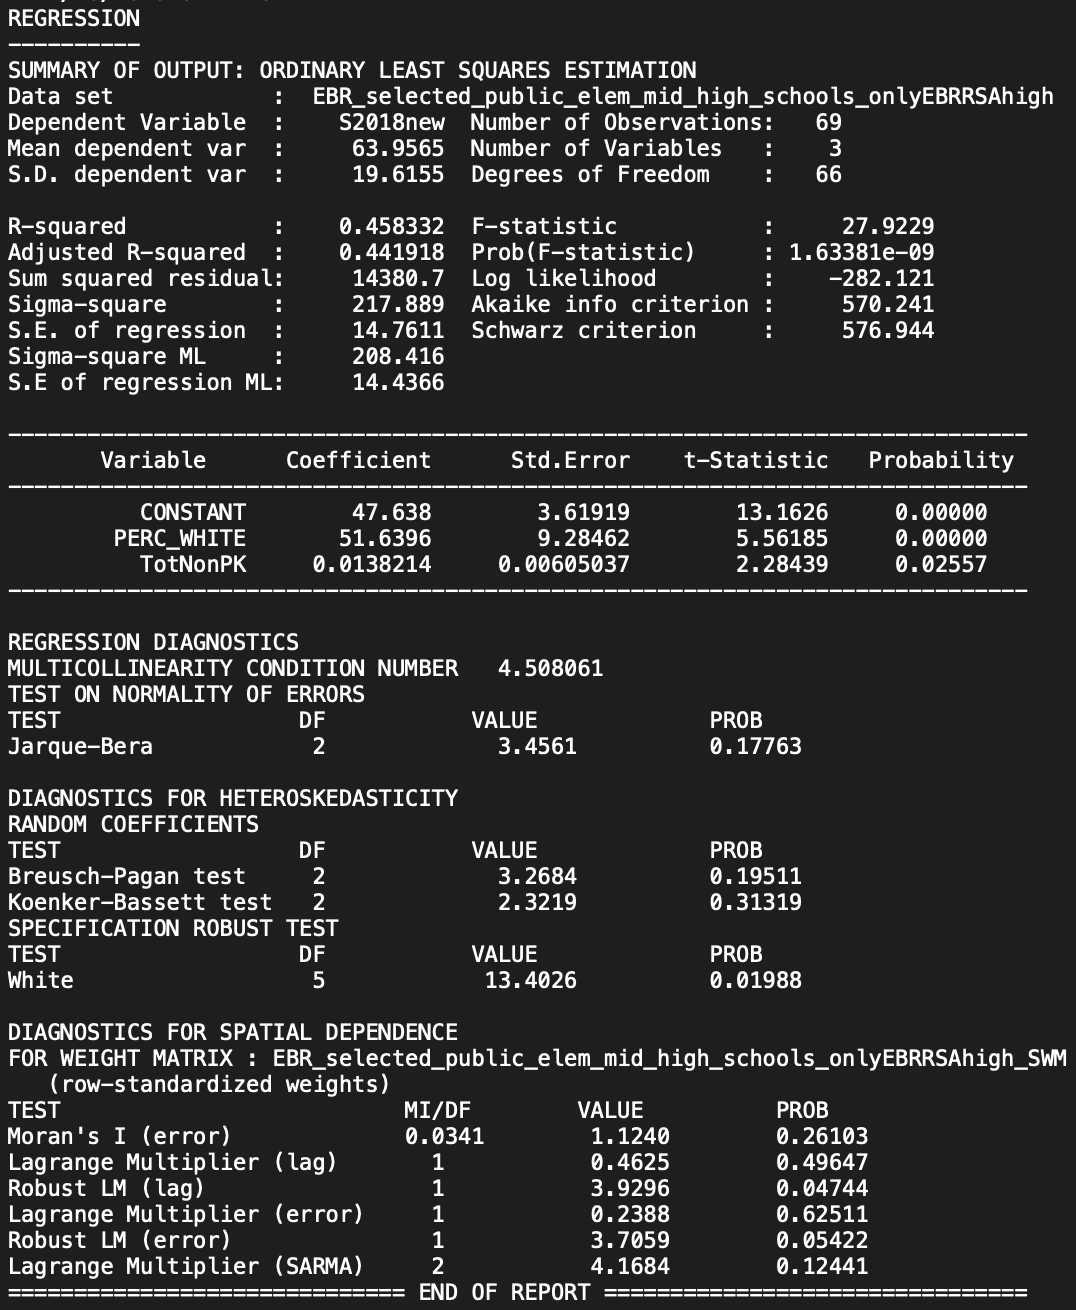 REGRESSION
----------
SUMMARY OF OUTPUT: ORDINARY LEAST SQUARES ESTIMATION
Data set            :  EBR_selected_public_elem_mid_high_schools_onlyEBRRSAhigh
Dependent Variable  :    S2018new  Number of Observations:   69
Mean dependent var  :     63.9565  Number of Variables   :    3
S.D. dependent var  :     19.6155  Degrees of Freedom    :   66

R-squared           :    0.458332  F-statistic           :     27.9229
Adjusted R-squared  :    0.441918  Prob(F-statistic)     : 1.63381e-09
Sum squared residual:     14380.7  Log likelihood        :    -282.121
Sigma-square        :     217.889  Akaike info criterion :     570.241
S.E. of regression  :     14.7611  Schwarz criterion     :     576.944
Sigma-square ML     :     208.416
S.E of regression ML:     14.4366

-----------------------------------------------------------------------------
       Variable      Coefficient      Std.Error    t-Statistic   Probability
-----------------------------------------------------------------------------
          CONSTANT        47.638        3.61919        13.1626     0.00000
        PERC_WHITE       51.6396        9.28462        5.56185     0.00000
          TotNonPK     0.0138214     0.00605037        2.28439     0.02557
-----------------------------------------------------------------------------

REGRESSION DIAGNOSTICS
MULTICOLLINEARITY CONDITION NUMBER   4.508061
TEST ON NORMALITY OF ERRORS
TEST                  DF           VALUE             PROB
Jarque-Bera            2             3.4561          0.17763

DIAGNOSTICS FOR HETEROSKEDASTICITY
RANDOM COEFFICIENTS
TEST                  DF           VALUE             PROB
Breusch-Pagan test     2             3.2684          0.19511
Koenker-Bassett test   2             2.3219          0.31319
SPECIFICATION ROBUST TEST
TEST                  DF           VALUE             PROB
White                  5            13.4026          0.01988

DIAGNOSTICS FOR SPATIAL DEPENDENCE
FOR WEIGHT MATRIX : EBR_selected_public_elem_mid_high_schools_onlyEBRRSAhigh_SWM
   (row-standardized weights)
TEST                          MI/DF        VALUE          PROB
Moran's I (error)             0.0341        1.1240        0.26103
Lagrange Multiplier (lag)       1           0.4625        0.49647
Robust LM (lag)                 1           3.9296        0.04744
Lagrange Multiplier (error)     1           0.2388        0.62511
Robust LM (error)               1           3.7059        0.05422
Lagrange Multiplier (SARMA)     2           4.1684        0.12441
============================== END OF REPORT ================================